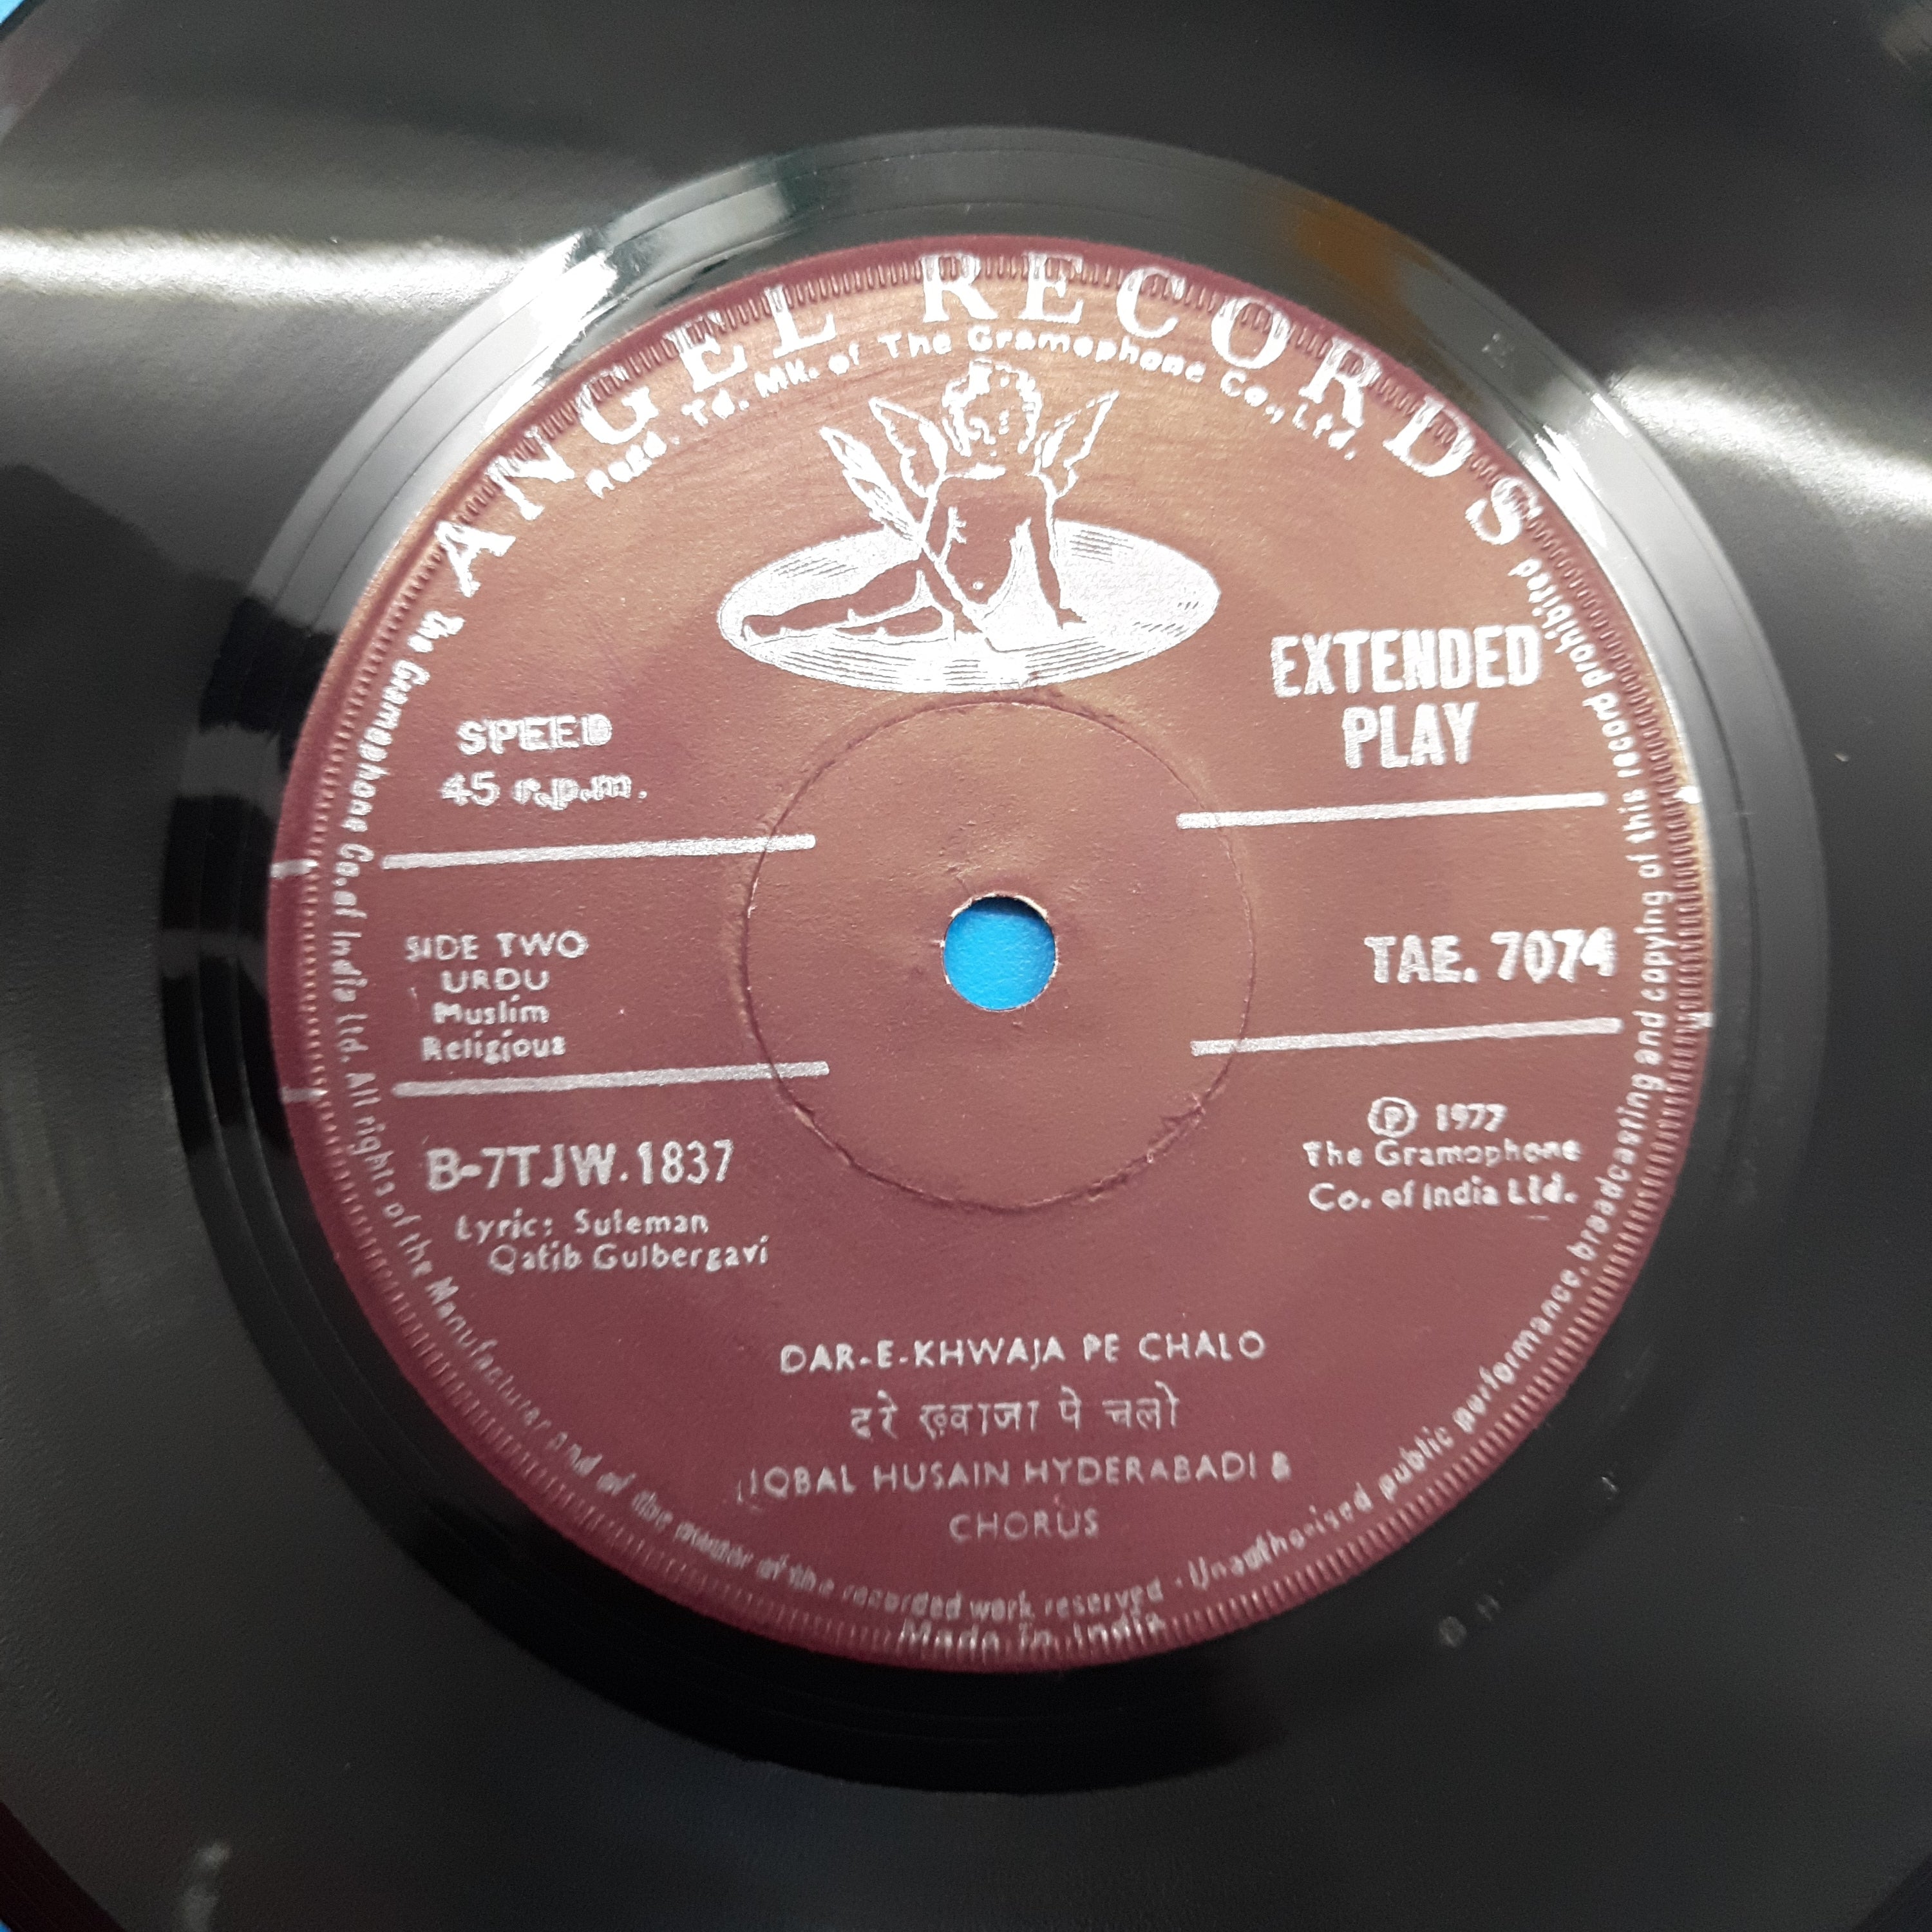 ANGEL RECORDS
Regd. Td. Mk. of The Gramophone Co., Ltd.
EXTENDED
PLAY
SPEED
45 r.p.m.
SIDE TWO
URDU
Muslim
Religious
TAE. 7074
B-7TJW.1837
Lyric: Suleman
Qatib Gulbergavi
℗ 1977
The Gramophone
Co. of India Ltd.
DAR-E-KHWAJA PE CHALO
दरे ख़्वाजा पे चलो
IQBAL HUSAIN HYDERABADI &
CHORUS
the Gramophone Co. of India Ltd. All rights of the Manufacturer and of the owner of the recorded work reserved · Unauthorised public performance, broadcasting and copying of this record prohibited
Made in India